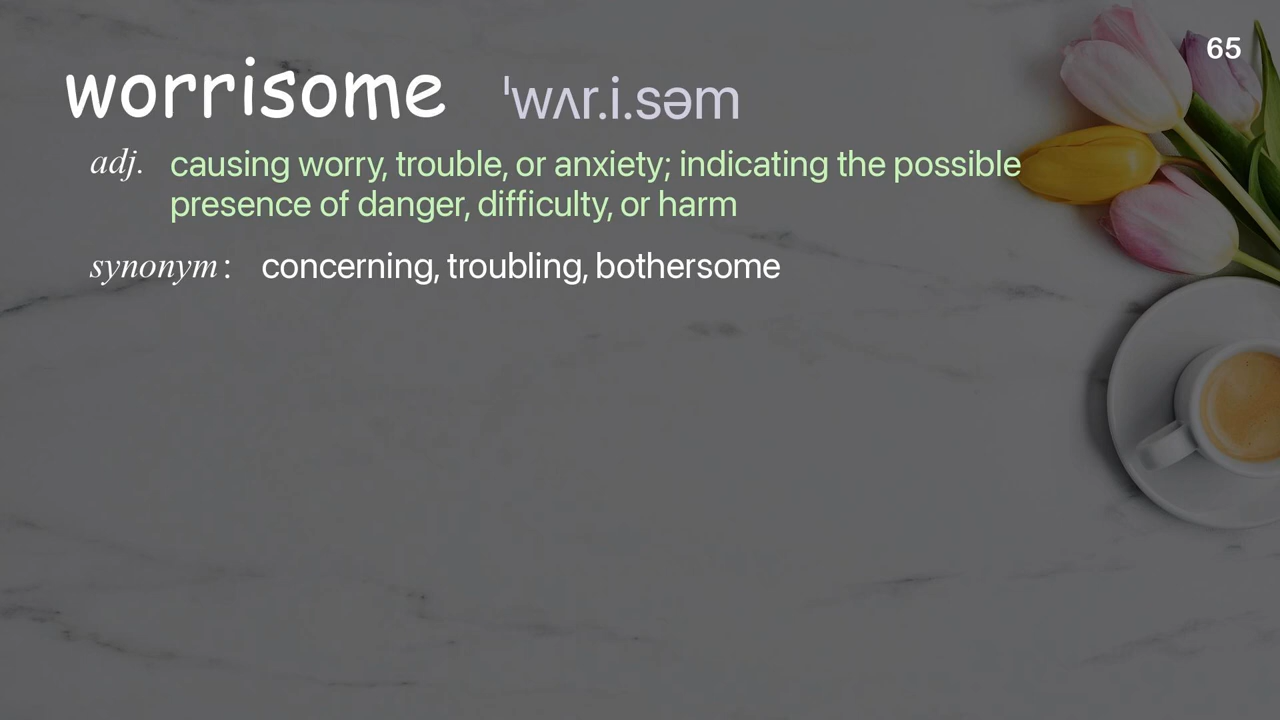 65
worrisome ˈwʌr.i.səm
adj. causing worry, trouble, or anxiety; indicating the possible
presence of danger, difficulty, or harm
synonym: concerning, troubling, bothersome